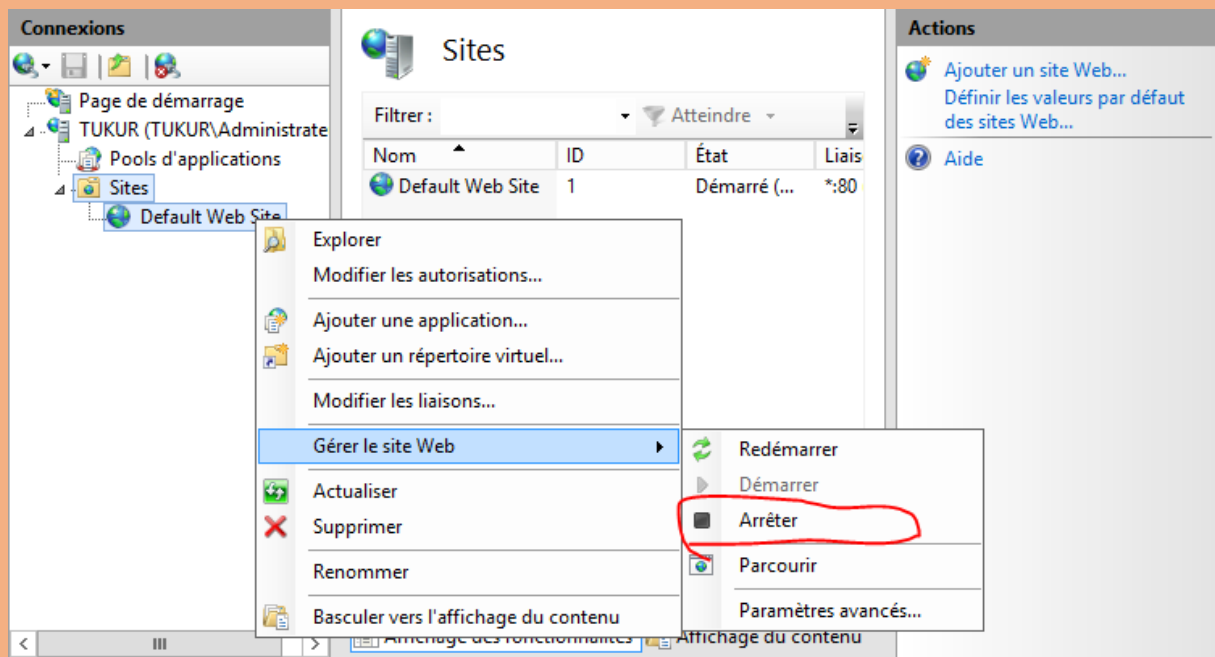 Connexions
Page de démarrage
TUKUR (TUKUR\Administrate
Pools d'applications
Sites
Default Web Site
Sites
Filtrer :
Atteindre
Nom
ID
État
Liais
Default Web Site
1
Démarré (...
*:80
Explorer
Modifier les autorisations...
Ajouter une application...
Ajouter un répertoire virtuel...
Modifier les liaisons...
Gérer le site Web
Actualiser
Supprimer
Renommer
Basculer vers l'affichage du contenu
Redémarrer
Démarrer
Arrêter
Parcourir
Paramètres avancés...
Affichage des fonctionnalités
Affichage du contenu
Actions
Ajouter un site Web...
Définir les valeurs par défaut
des sites Web...
Aide